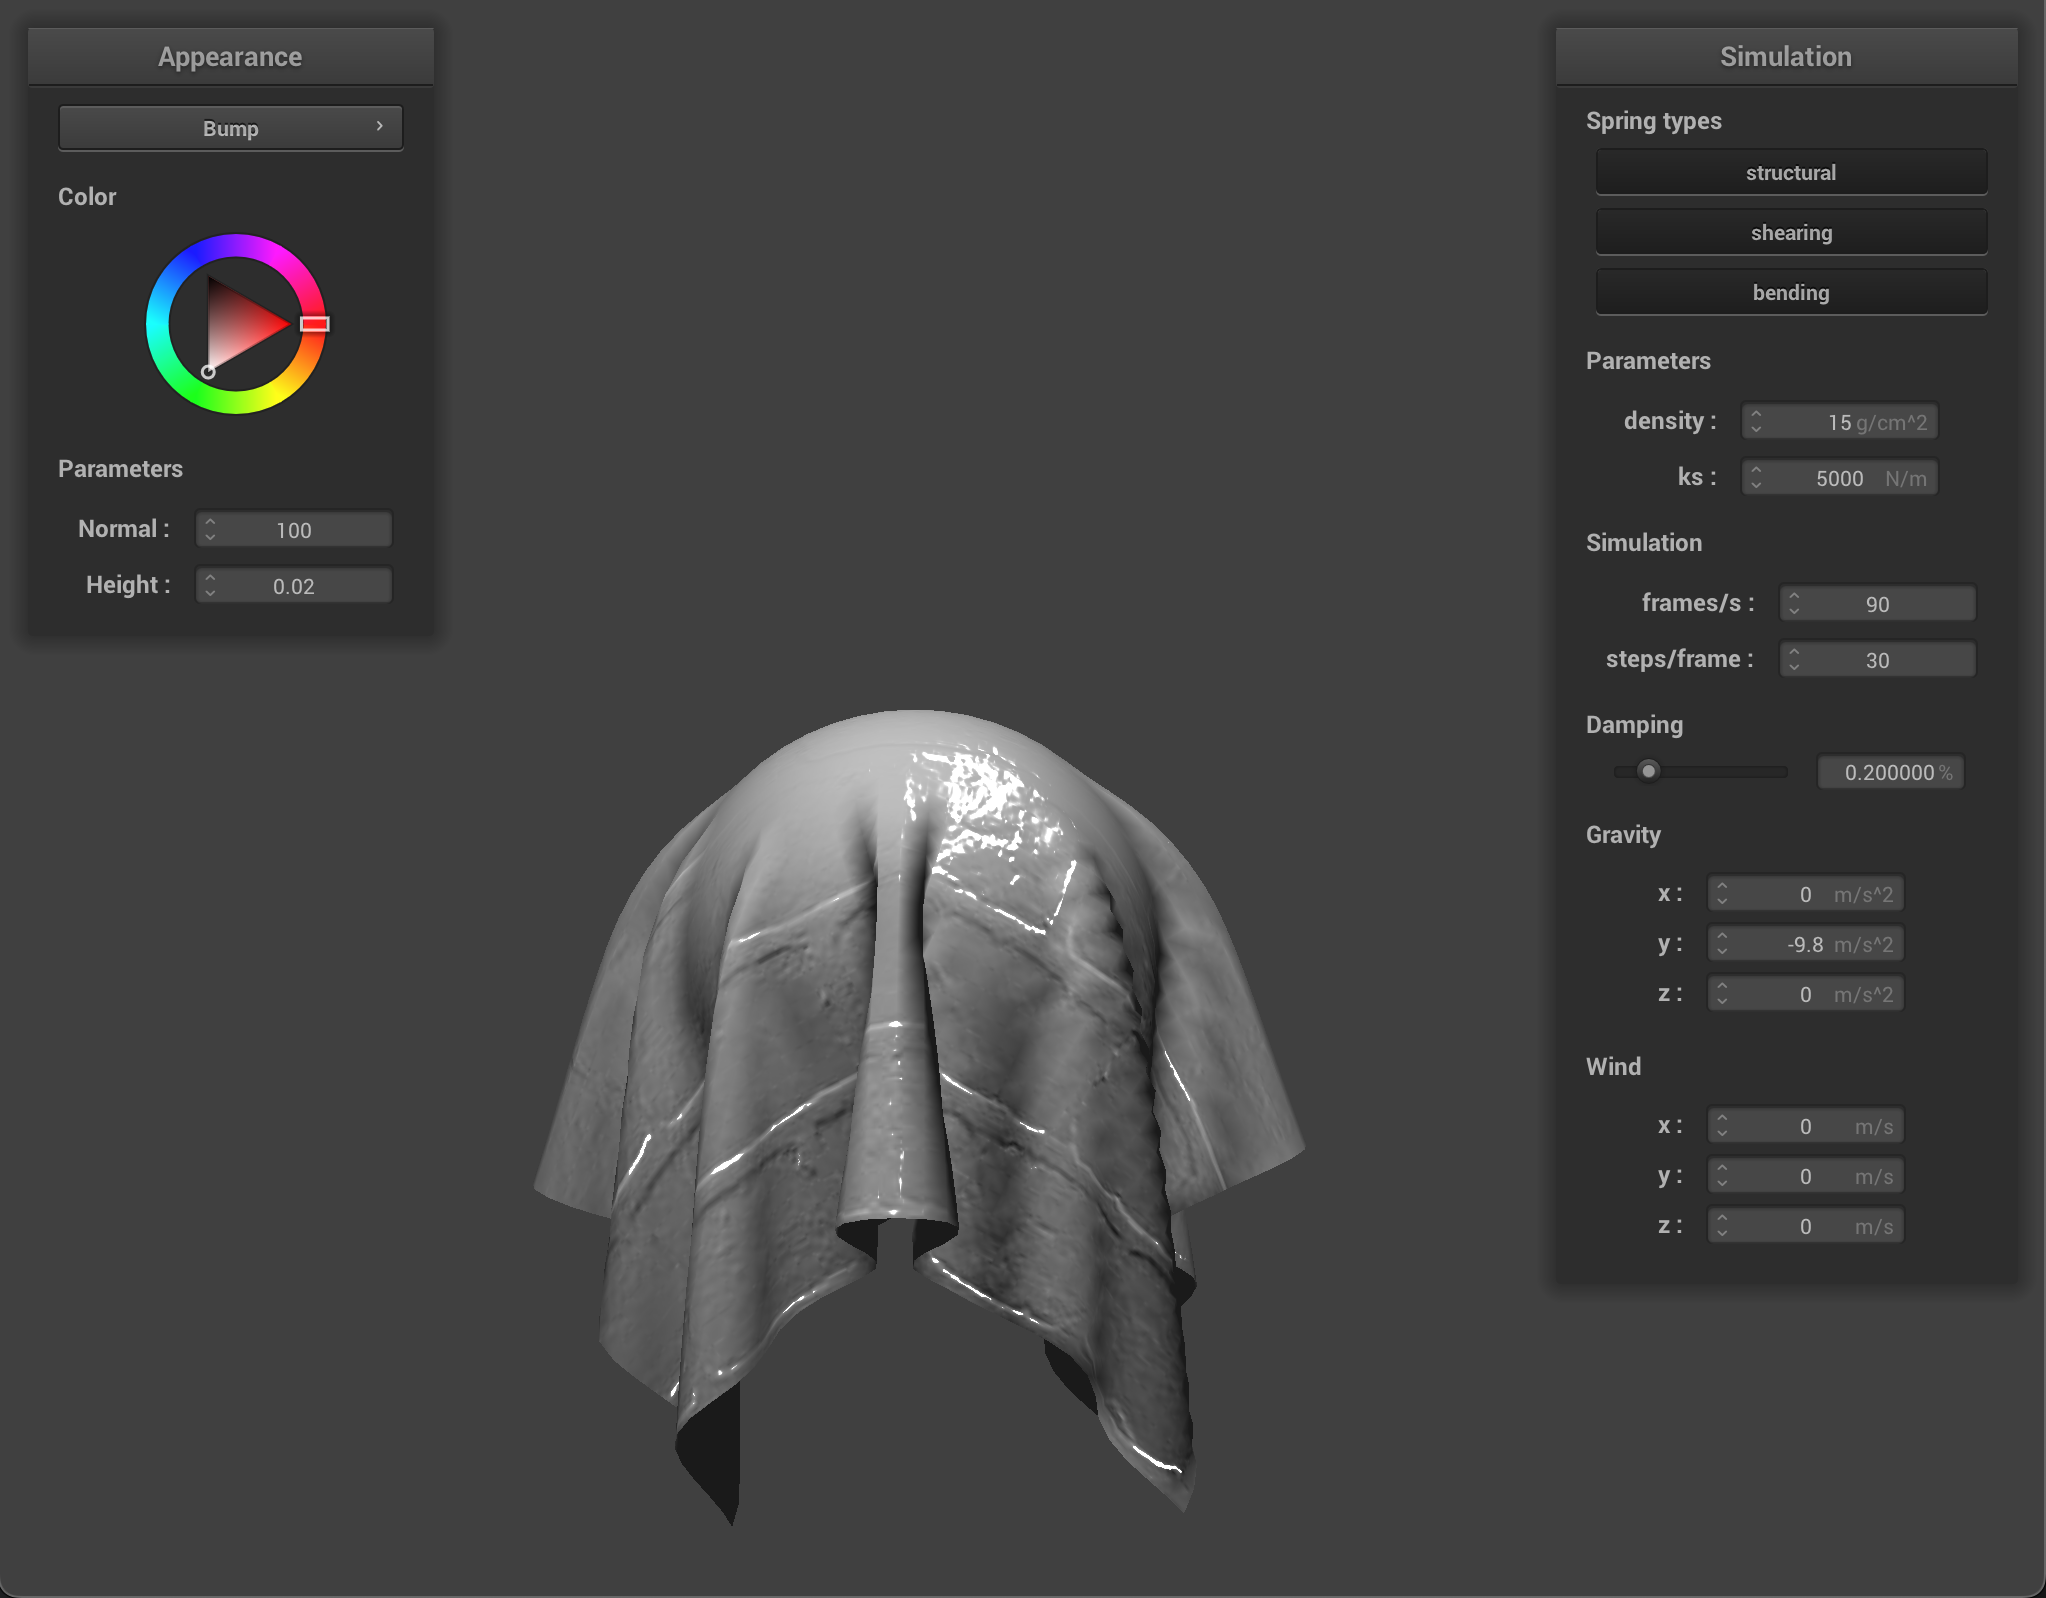 Appearance
Bump
Color
Parameters
Normal : 100
Height : 0.02
Simulation
Spring types
structural
shearing
bending
Parameters
density : 15 g/cm^2
ks : 5000 N/m
Simulation
frames/s : 90
steps/frame : 30
Damping
0.200000 %
Gravity
x : 0 m/s^2
y : -9.8 m/s^2
z : 0 m/s^2
Wind
x : 0 m/s
y : 0 m/s
z : 0 m/s